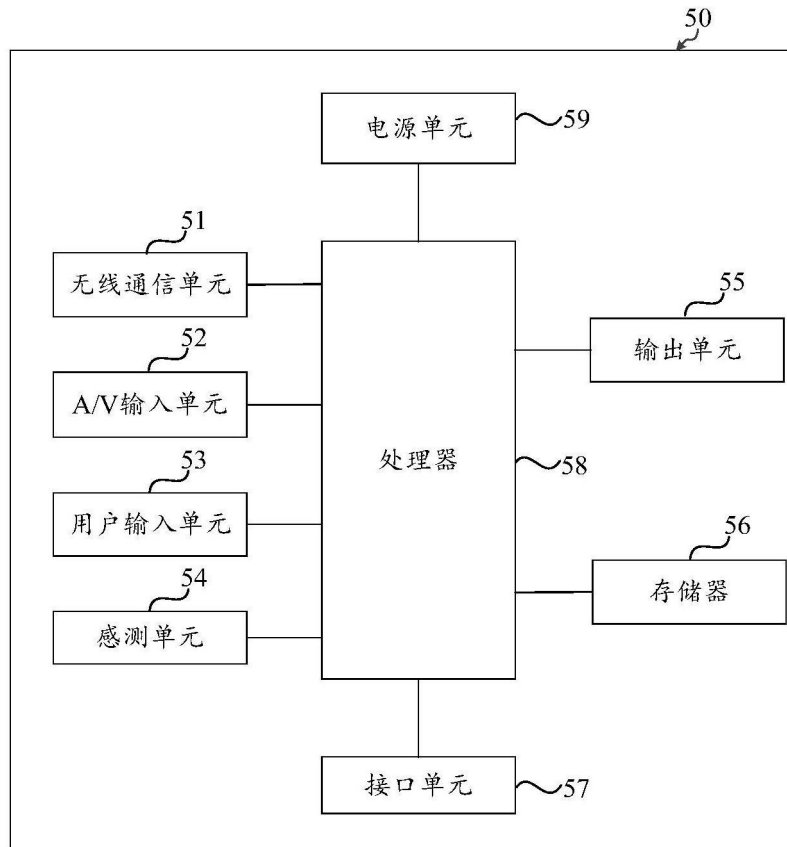 50
电源单元
59
51
无线通信单元
52
A/V输入单元
53
用户输入单元
54
感测单元
处理器
58
55
输出单元
56
存储器
接口单元
57